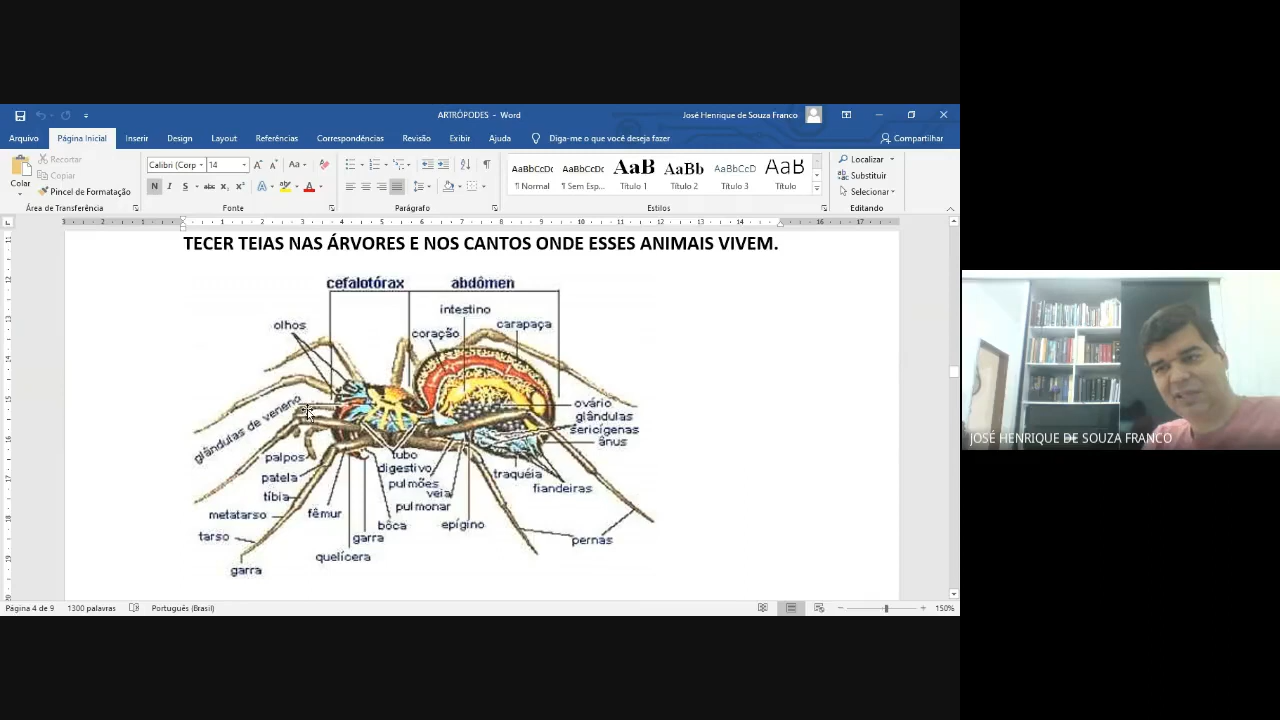 ARTRÓPODES - Word
José Henrique de Souza Franco
Arquivo Página Inicial Inserir Design Layout Referências Correspondências Revisão Exibir Ajuda Diga-me o que você deseja fazer Compartilhar
Colar
Recortar
Copiar
Pincel de Formatação
Área de Transferência
Calibri (Corp 14
Fonte
Parágrafo
AaBbCcDc AaBbCcDc AaB AaBb AaBbCcD AaB
¶ Normal ¶ Sem Esp... Título 1 Título 2 Título 3 Título
Estilos
Localizar
Substituir
Selecionar
Editando
TECER TEIAS NAS ÁRVORES E NOS CANTOS ONDE ESSES ANIMAIS VIVEM.
cefalotórax abdômen
intestino
olhos
coração
carapaça
glândulas de veneno
ovário
glândulas
sericígenas
ânus
palpos
tubo
digestivo
patela
traquéia
pulmões
fiandeiras
tíbia
veia
pulmonar
metatarso
fêmur
bôca
epígino
tarso
garra
pernas
quelícera
garra
JOSÉ HENRIQUE DE SOUZA FRANCO
Página 4 de 9 1300 palavras Português (Brasil) 150%